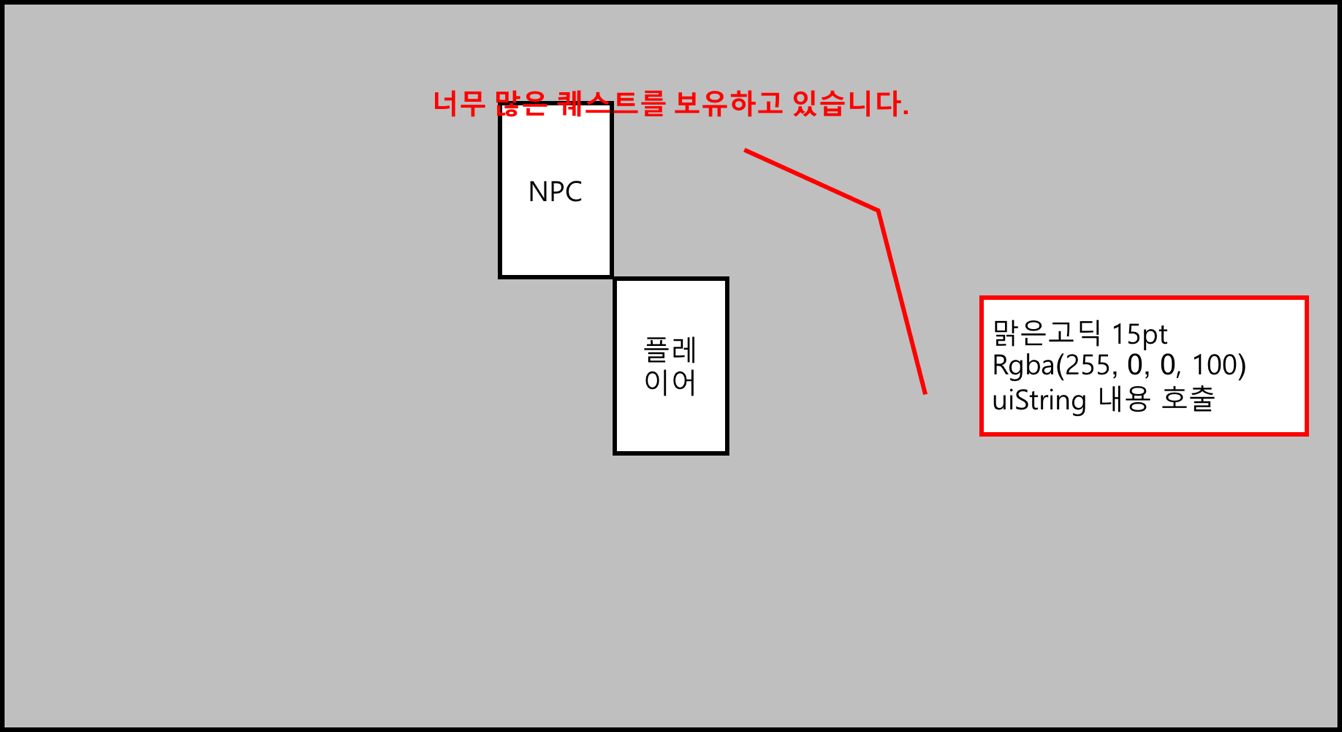 너무 많은 퀘스트를 보유하고 있습니다.
NPC
플레
이어
맑은고딕 15pt
Rgba(255, 0, 0, 100)
uiString 내용 호출